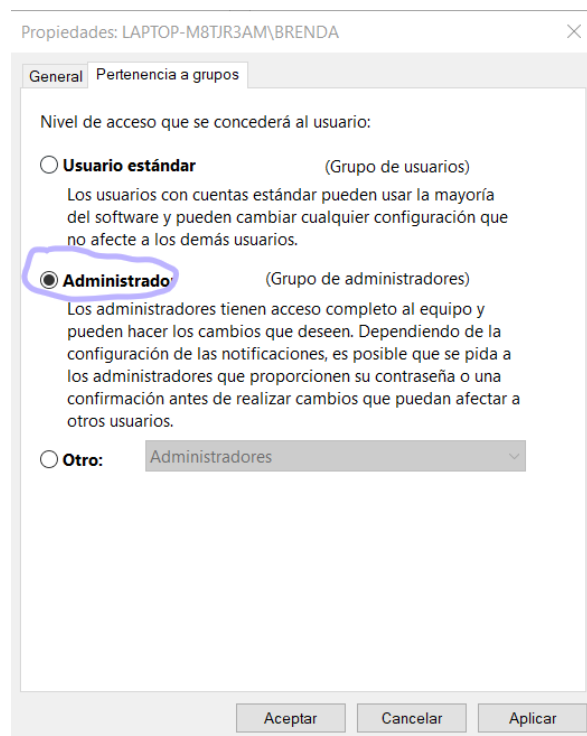 Propiedades: LAPTOP-M8TJR3AM\BRENDA
General Pertenencia a grupos
Nivel de acceso que se concederá al usuario:
Usuario estándar (Grupo de usuarios)
Los usuarios con cuentas estándar pueden usar la mayoría
del software y pueden cambiar cualquier configuración que
no afecte a los demás usuarios.
Administrador (Grupo de administradores)
Los administradores tienen acceso completo al equipo y
pueden hacer los cambios que deseen. Dependiendo de la
configuración de las notificaciones, es posible que se pida a
los administradores que proporcionen su contraseña o una
confirmación antes de realizar cambios que puedan afectar a
otros usuarios.
Otro: Administradores
Aceptar Cancelar Aplicar